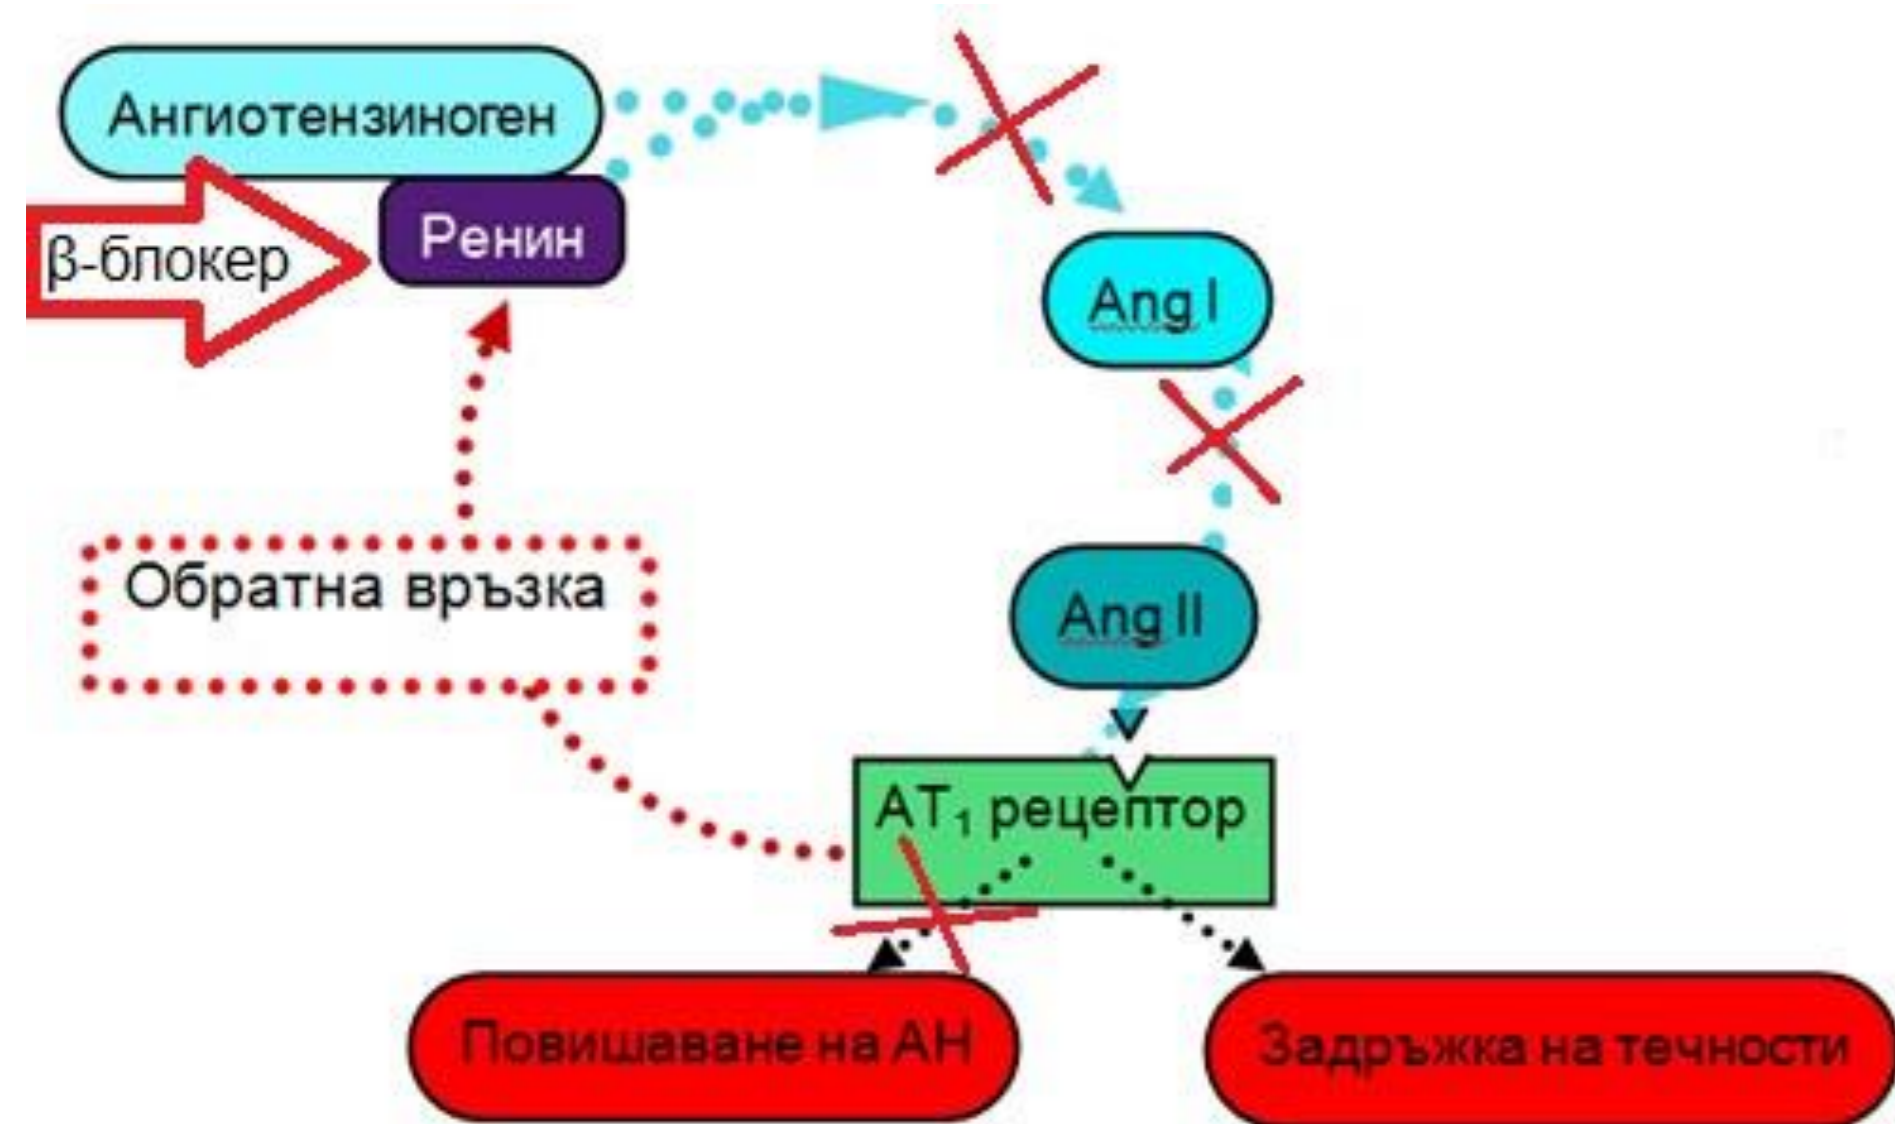 Ангиотензиноген
Ренин
β-блокер
Ang I
Обратна връзка
Ang II
AT₁ рецептор
Повишаване на АН
Задръжка на течности